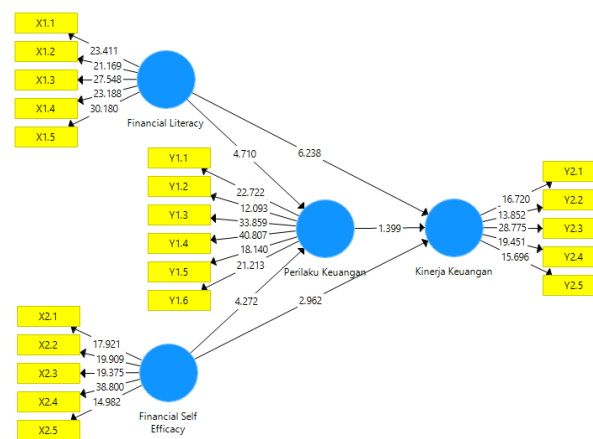 X1.1
X1.2
X1.3
X1.4
X1.5
23.411
21.169
27.548
23.188
30.180
Financial Literacy
4.710
6.238
Y1.1
Y1.2
Y1.3
Y1.4
Y1.5
Y1.6
22.722
12.093
33.859
40.807
18.140
21.213
Perilaku Keuangan
1.399
Kinerja Keuangan
16.720
13.852
28.775
19.451
15.696
Y2.1
Y2.2
Y2.3
Y2.4
Y2.5
4.272
2.962
X2.1
X2.2
X2.3
X2.4
X2.5
17.921
19.909
19.375
38.800
14.982
Financial Self
Efficacy